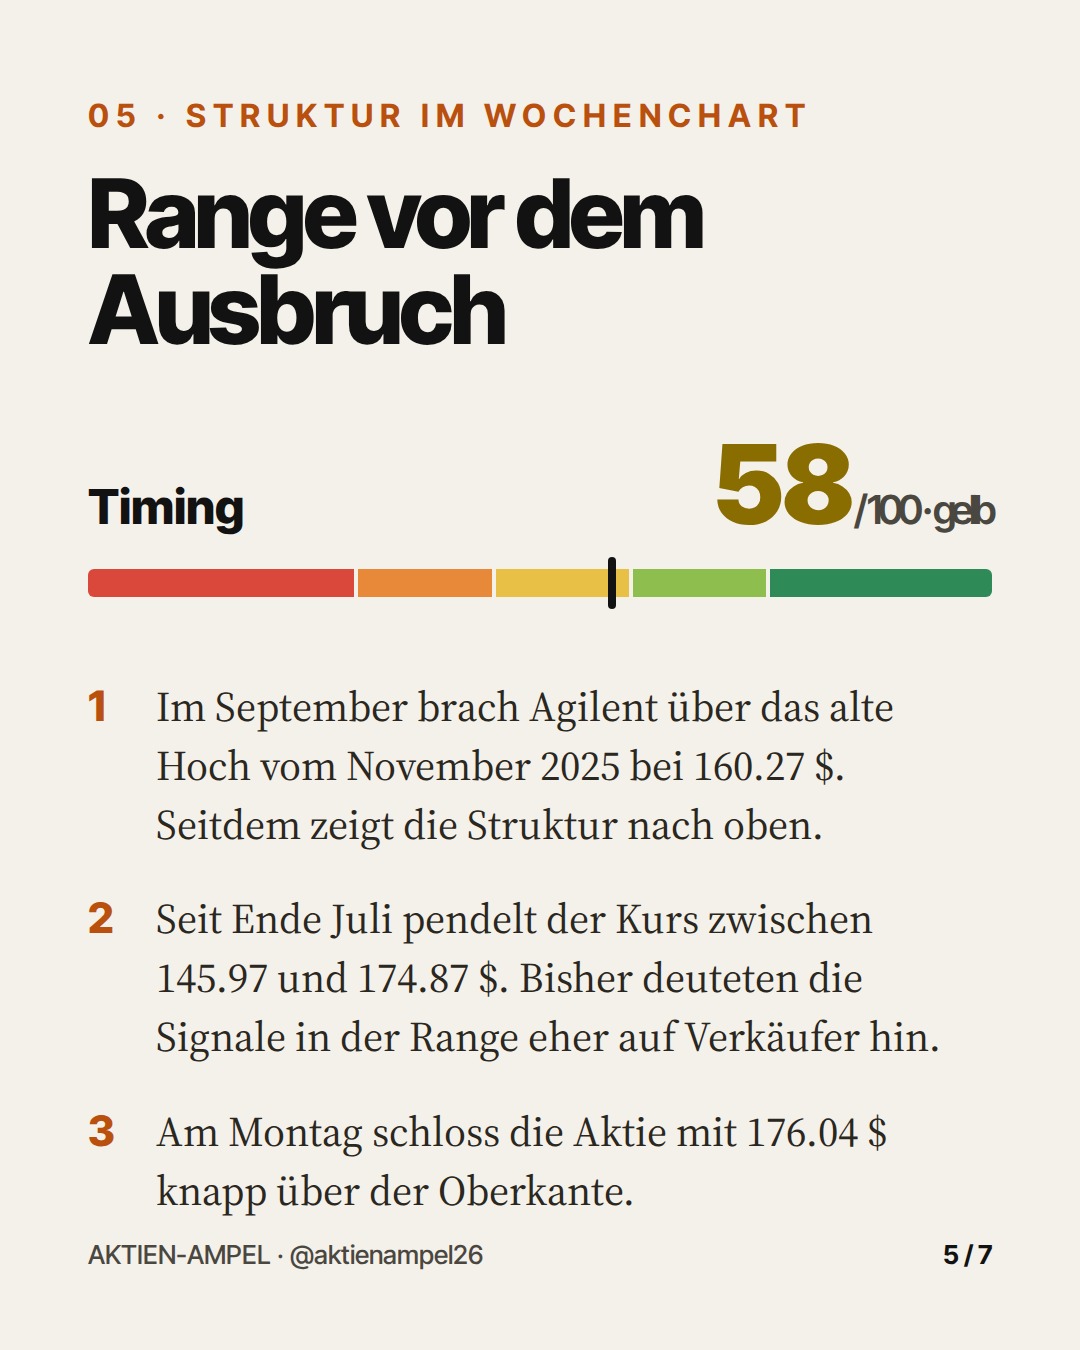 05 · STRUKTUR IM WOCHENCHART
Range vor dem
Ausbruch
Timing
58/100·gelb
1 Im September brach Agilent über das alte
Hoch vom November 2025 bei 160.27 $.
Seitdem zeigt die Struktur nach oben.
2 Seit Ende Juli pendelt der Kurs zwischen
145.97 und 174.87 $. Bisher deuteten die
Signale in der Range eher auf Verkäufer hin.
3 Am Montag schloss die Aktie mit 176.04 $
knapp über der Oberkante.
AKTIEN-AMPEL · @aktienampel26
5 / 7